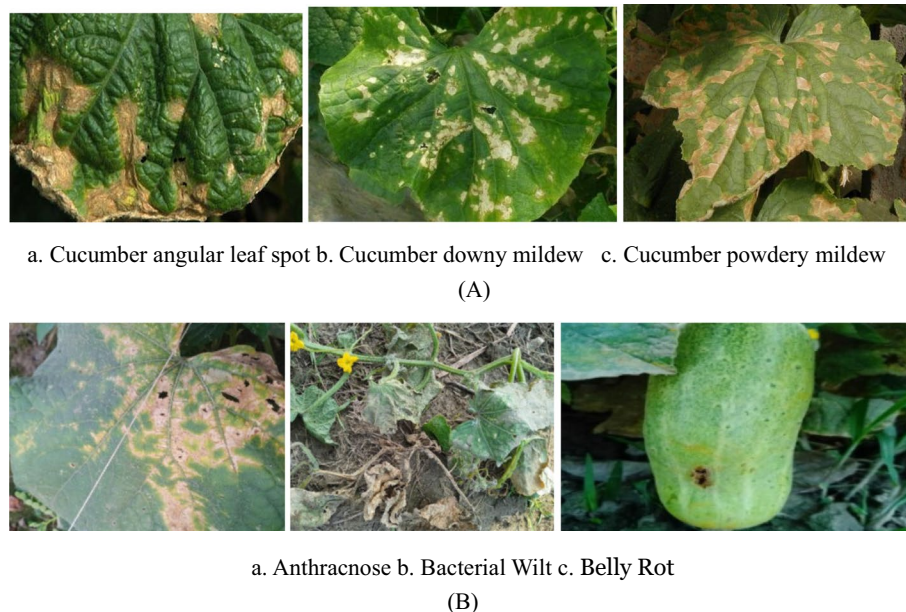 a. Cucumber angular leaf spot b. Cucumber downy mildew c. Cucumber powdery mildew
(A)
a. Anthracnose b. Bacterial Wilt c. Belly Rot
(B)